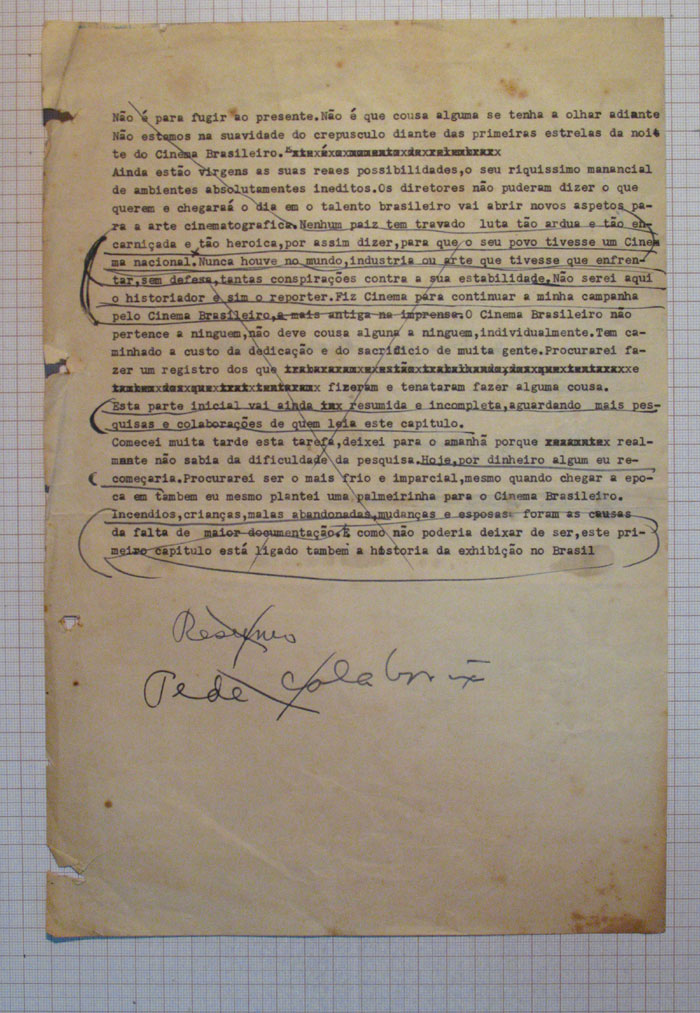 Não é para fugir ao presente.Não é que cousa alguma se tenha a olhar adiante
Não estamos na suavidade do crepusculo diante das primeiras estrelas da noit
te do Cinema Brasileiro.
Ainda estão virgens as suas reaes possibilidades,o seu riquissimo manancial
de ambientes absolutamentes ineditos.Os diretores não puderam dizer o que
querem e chegaraá o dia em o talento brasileiro vai abrir novos aspetos pa-
ra a arte cinematografica.Nenhum paiz tem travado luta tão ardua e tão en-
carniçada e tão heroica,por assim dizer,para que o seu povo tivesse um Cine
ma nacional.Nunca houve no mundo,industria ou arte que tivesse que enfren-
tar,sem defeza,tantas conspirações contra a sua estabilidade.Não serei aqui
o historiador e sim o reporter.Fiz Cinema para continuar a minha campanha
pelo Cinema Brasileiro,a mais antiga na imprensa.O Cinema Brasileiro não
pertence a ninguem,não deve cousa alguna a ninguem,individualmente.Tem ca-
minhado a custo da dedicação e do sacrificio de muita gente.Procurarei fa-
zer um registro dos que
fizeram e tenataram fazer alguma cousa.
Esta parte inicial vai ainda resumida e incompleta,aguardando mais pes-
quisas e colaborações de quem leia este capitulo.
Comecei muita tarde esta tarefa,deixei para o amanhã porque real-
mente não sabia da dificuldade da pesquisa.Hoje,por dinheiro algum eu re-
começaria.Procurarei ser o mais frio e imparcial,mesmo quando chegar a epo-
ca em tambem eu mesmo plantei uma palmeirinha para o Cinema Brasileiro.
Incendios,crianças,malas abandonadas,mudanças e esposas foram as causas
da falta de maior documentação.E como não poderia deixar de ser,este pri-
meiro capitulo está ligado tambem a historia da exhibição no Brasil
Resumo
Pede